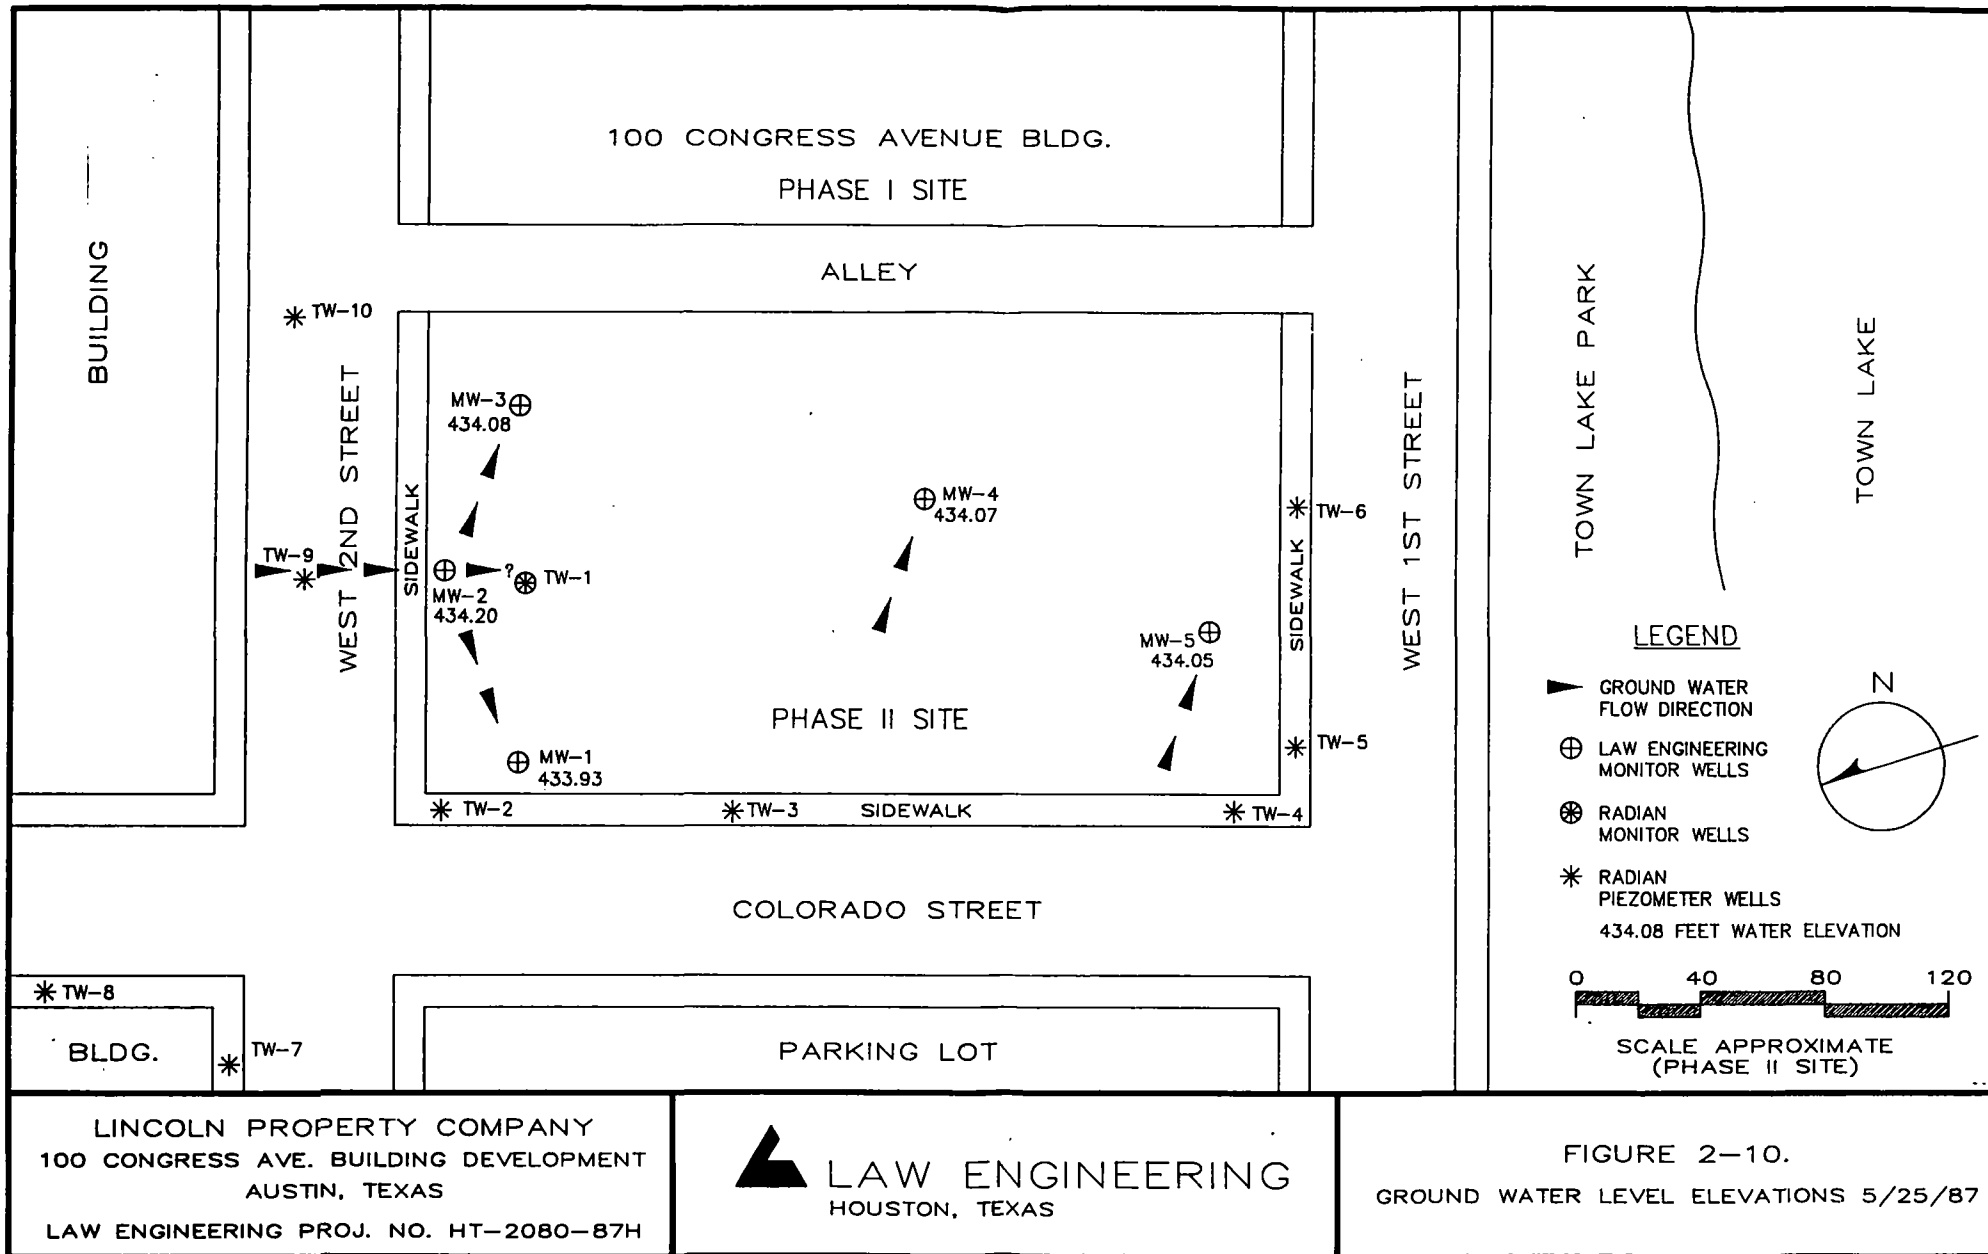 100 CONGRESS AVENUE BLDG.
PHASE I SITE
ALLEY
BUILDING
TW-10
WEST 2ND STREET
SIDEWALK
MW-3
434.08
MW-4
434.07
TW-9
?
TW-1
MW-2
434.20
MW-5
434.05
TW-6
SIDEWALK
WEST 1ST STREET
TOWN LAKE PARK
TOWN LAKE
PHASE II SITE
MW-1
433.93
TW-5
TW-2
TW-3
SIDEWALK
TW-4
COLORADO STREET
TW-8
BLDG.
TW-7
PARKING LOT
LEGEND
GROUND WATER
FLOW DIRECTION
LAW ENGINEERING
MONITOR WELLS
RADIAN
MONITOR WELLS
RADIAN
PIEZOMETER WELLS
434.08 FEET WATER ELEVATION
N
0 40 80 120
SCALE APPROXIMATE
(PHASE II SITE)
LINCOLN PROPERTY COMPANY
100 CONGRESS AVE. BUILDING DEVELOPMENT
AUSTIN, TEXAS
LAW ENGINEERING PROJ. NO. HT-2080-87H
LAW ENGINEERING
HOUSTON, TEXAS
FIGURE 2-10.
GROUND WATER LEVEL ELEVATIONS 5/25/87